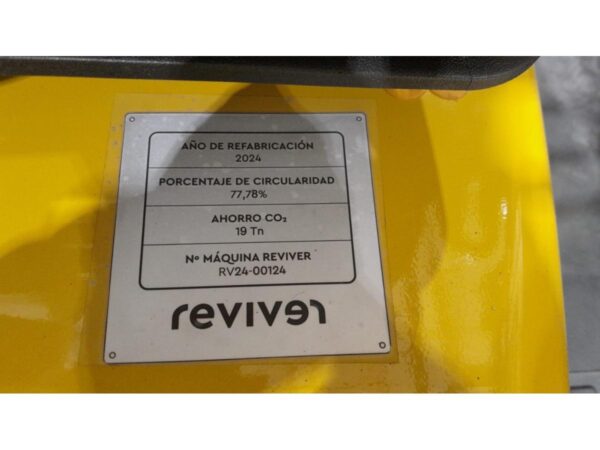 AÑO DE REFABRICACIÓN
2024
PORCENTAJE DE CIRCULARIDAD
77,78%
AHORRO CO₂
19 Tn
Nº MÁQUINA REVIVER
RV24-00124
reviver